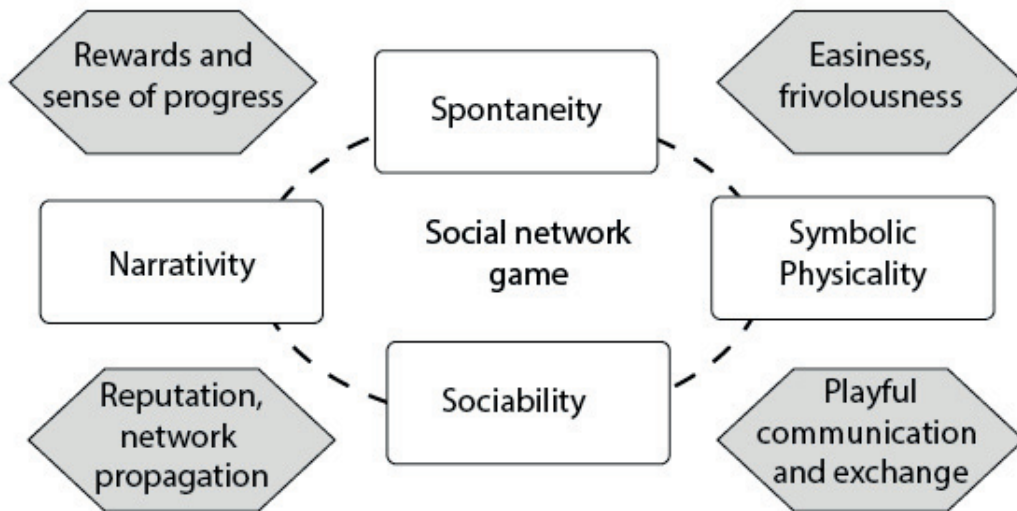 Rewards and
sense of progress
Spontaneity
Easiness,
frivolousness
Narrativity
Social network
game
Symbolic
Physicality
Reputation,
network
propagation
Sociability
Playful
communication
and exchange